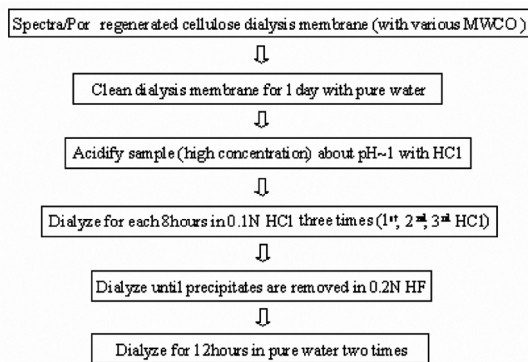 Spectra/Por regenerated cellulose dialysis membrane (with various MWCO)
Clean dialysis membrane for 1 day with pure water
Acidify sample (high concentration) about pH~1 with HCl
Dialyze for each 8hours in 0.1N HCl three times (1st, 2nd, 3rd HCl)
Dialyze until precipitates are removed in 0.2N HF
Dialyze for 12hours in pure water two times